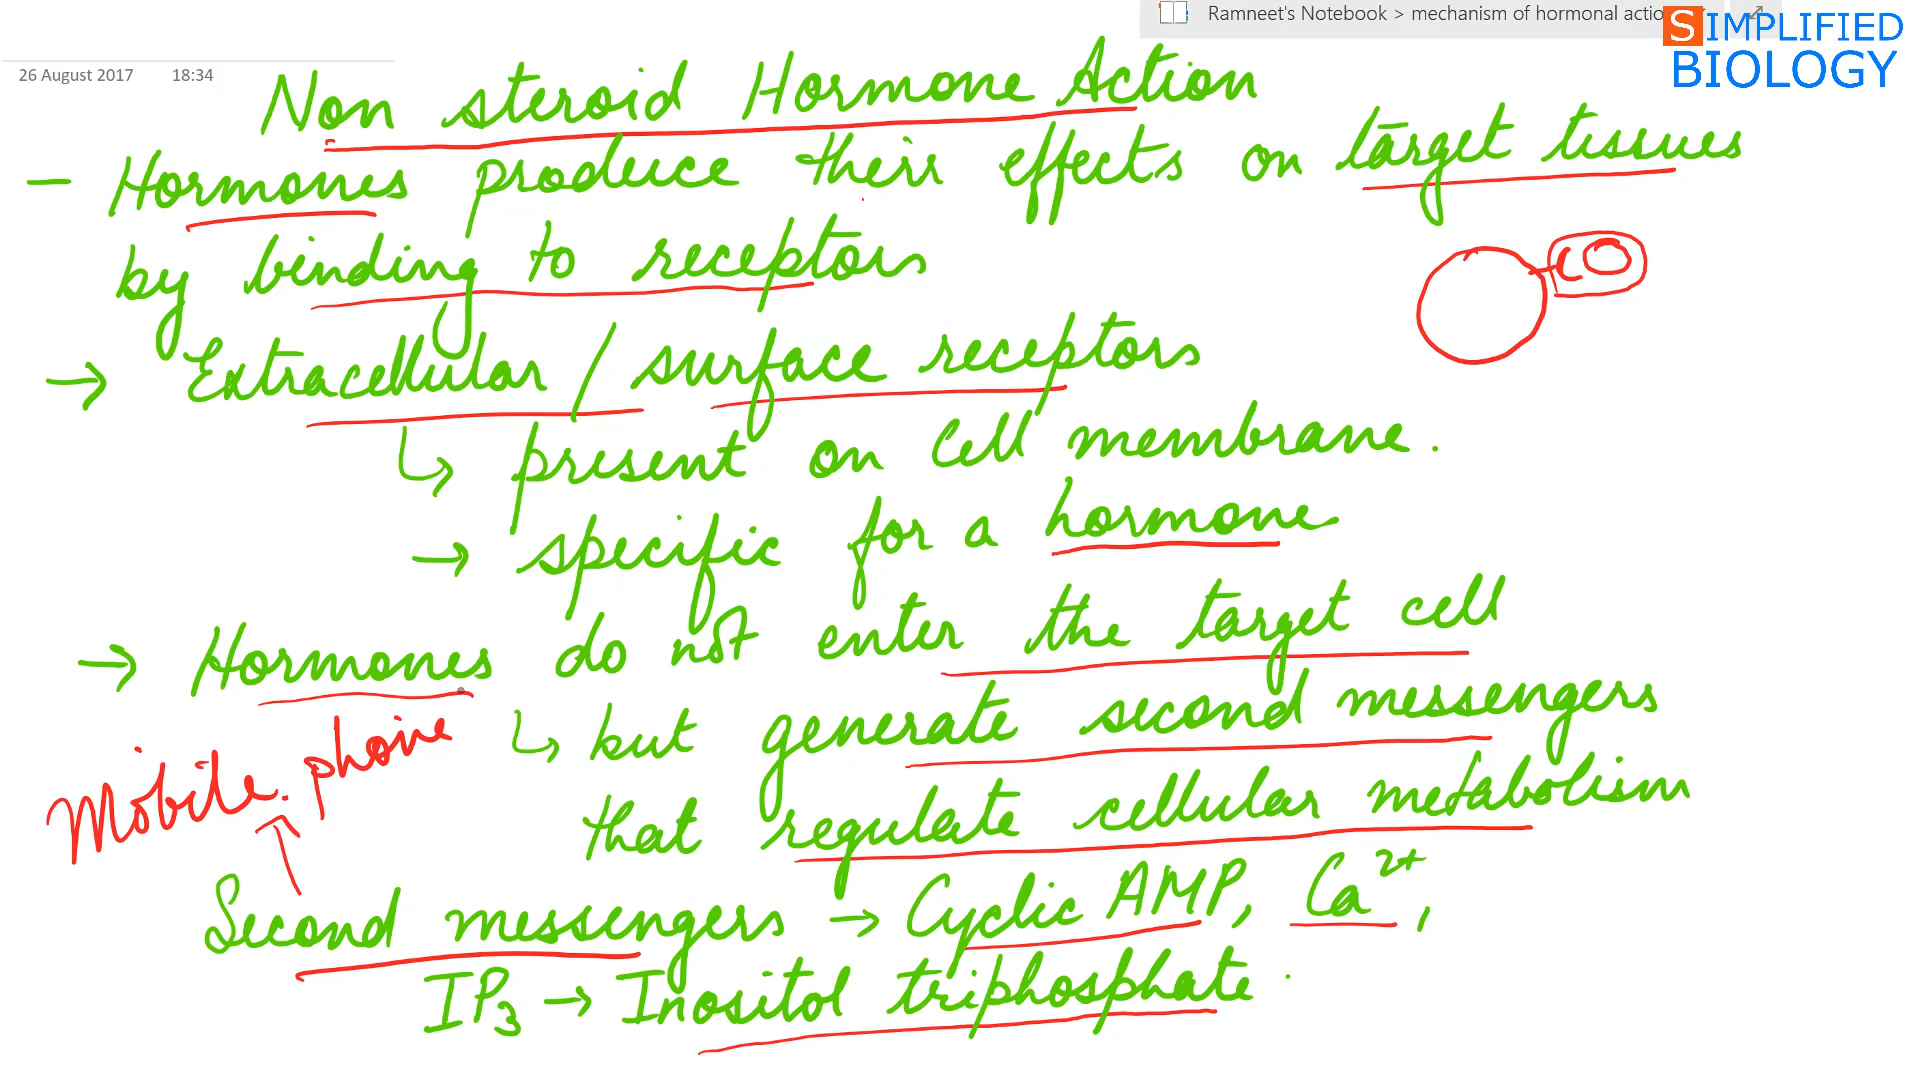 Ramneet's Notebook > mechanism of hormonal actio
SIMPLIFIED
BIOLOGY
26 August 2017 18:34
Non steroid Hormone Action
- Hormones produce their effects on target tissues
by binding to receptors
→ Extracellular / surface receptors
↳ present on cell membrane.
→ specific for a hormone
→ Hormones do not enter the target cell
↳ but generate second messengers
Mobile phone
that regulate cellular metabolism
Second messengers → Cyclic AMP, Ca²⁺,
IP₃ → Inositol triphosphate.